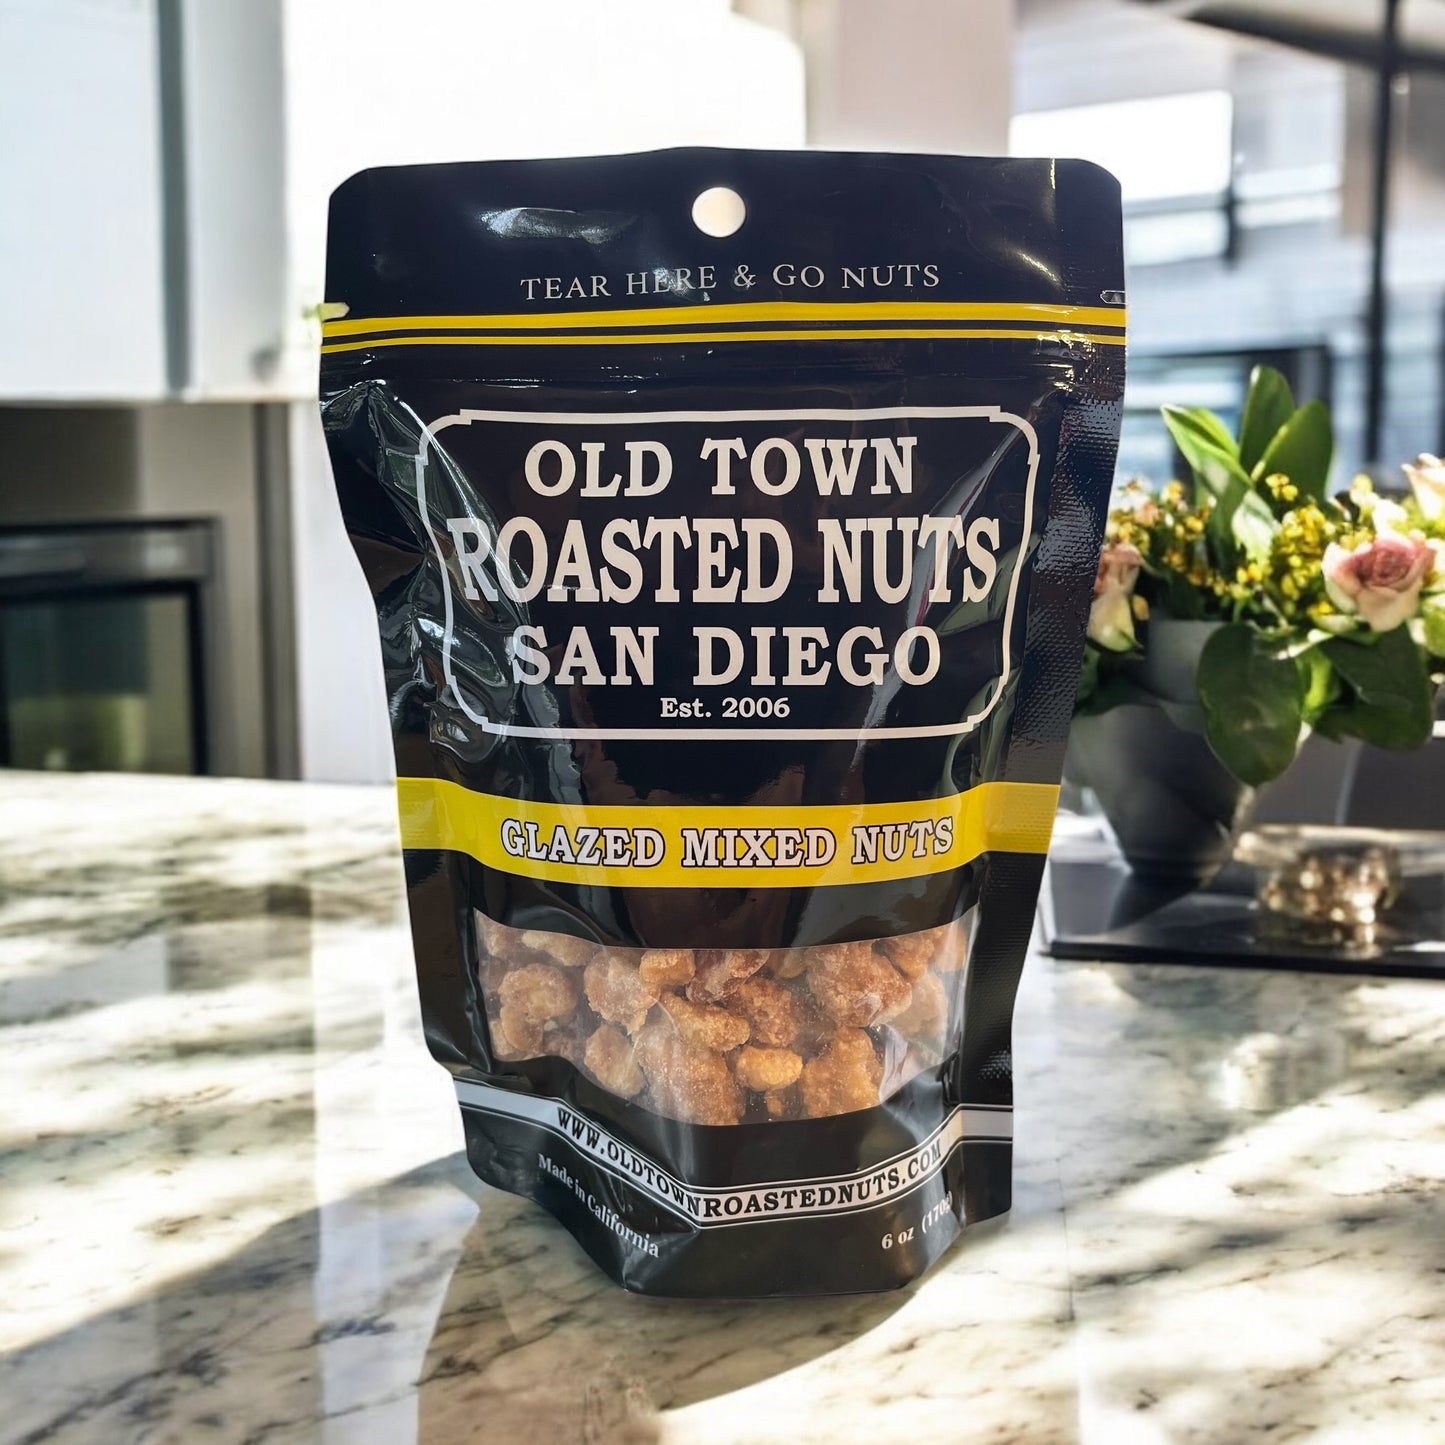 TEAR HERE & GO NUTS
OLD TOWN
ROASTED NUTS
SAN DIEGO
Est. 2006
GLAZED MIXED NUTS
WWW.OLDTOWNROASTEDNUTS.COM
Made in California
6 oz (170g)